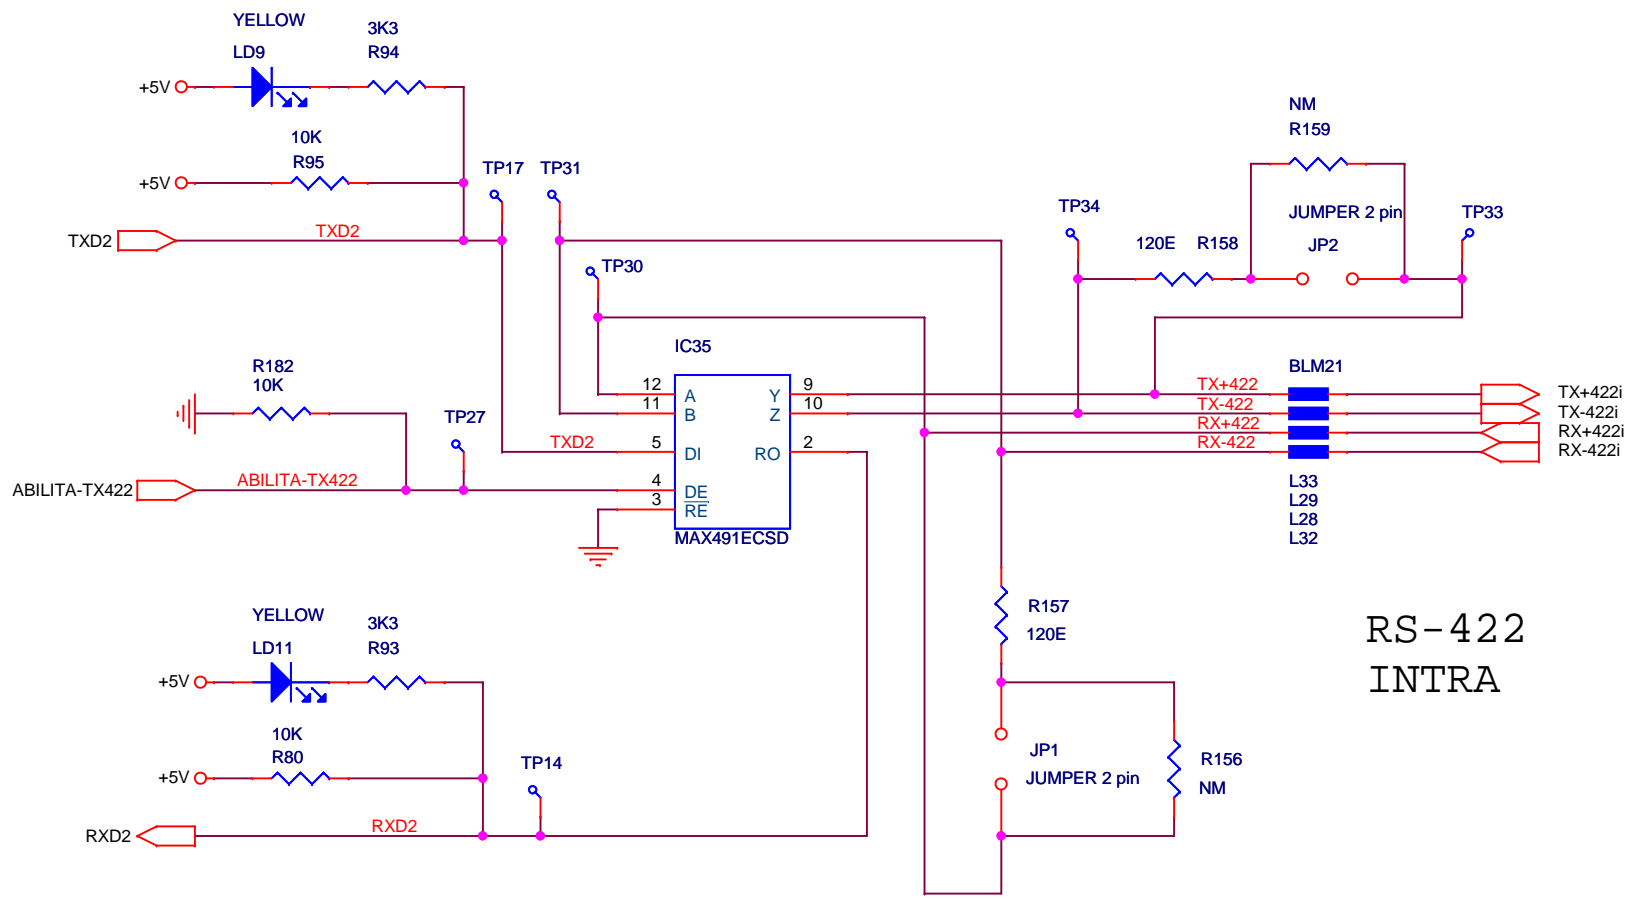 YELLOW
LD9
3K3
R94
+5V
10K
R95
+5V
TXD2
TXD2
TP17
TP31
TP30
TP34
120E
R158
NM
R159
JUMPER 2 pin
JP2
TP33
IC35
12
A
11
B
5
DI
4
DE
3
RE
Y
9
Z
10
RO
2
MAX491ECSD
TXD2
R182
10K
TP27
ABILITA-TX422
ABILITA-TX422
BLM21
TX+422
TX-422
RX+422
RX-422
TX+422i
TX-422i
RX+422i
RX-422i
L33
L29
L28
L32
YELLOW
LD11
3K3
R93
+5V
10K
R80
+5V
TP14
RXD2
RXD2
R157
120E
JP1
JUMPER 2 pin
R156
NM
RS-422
INTRA